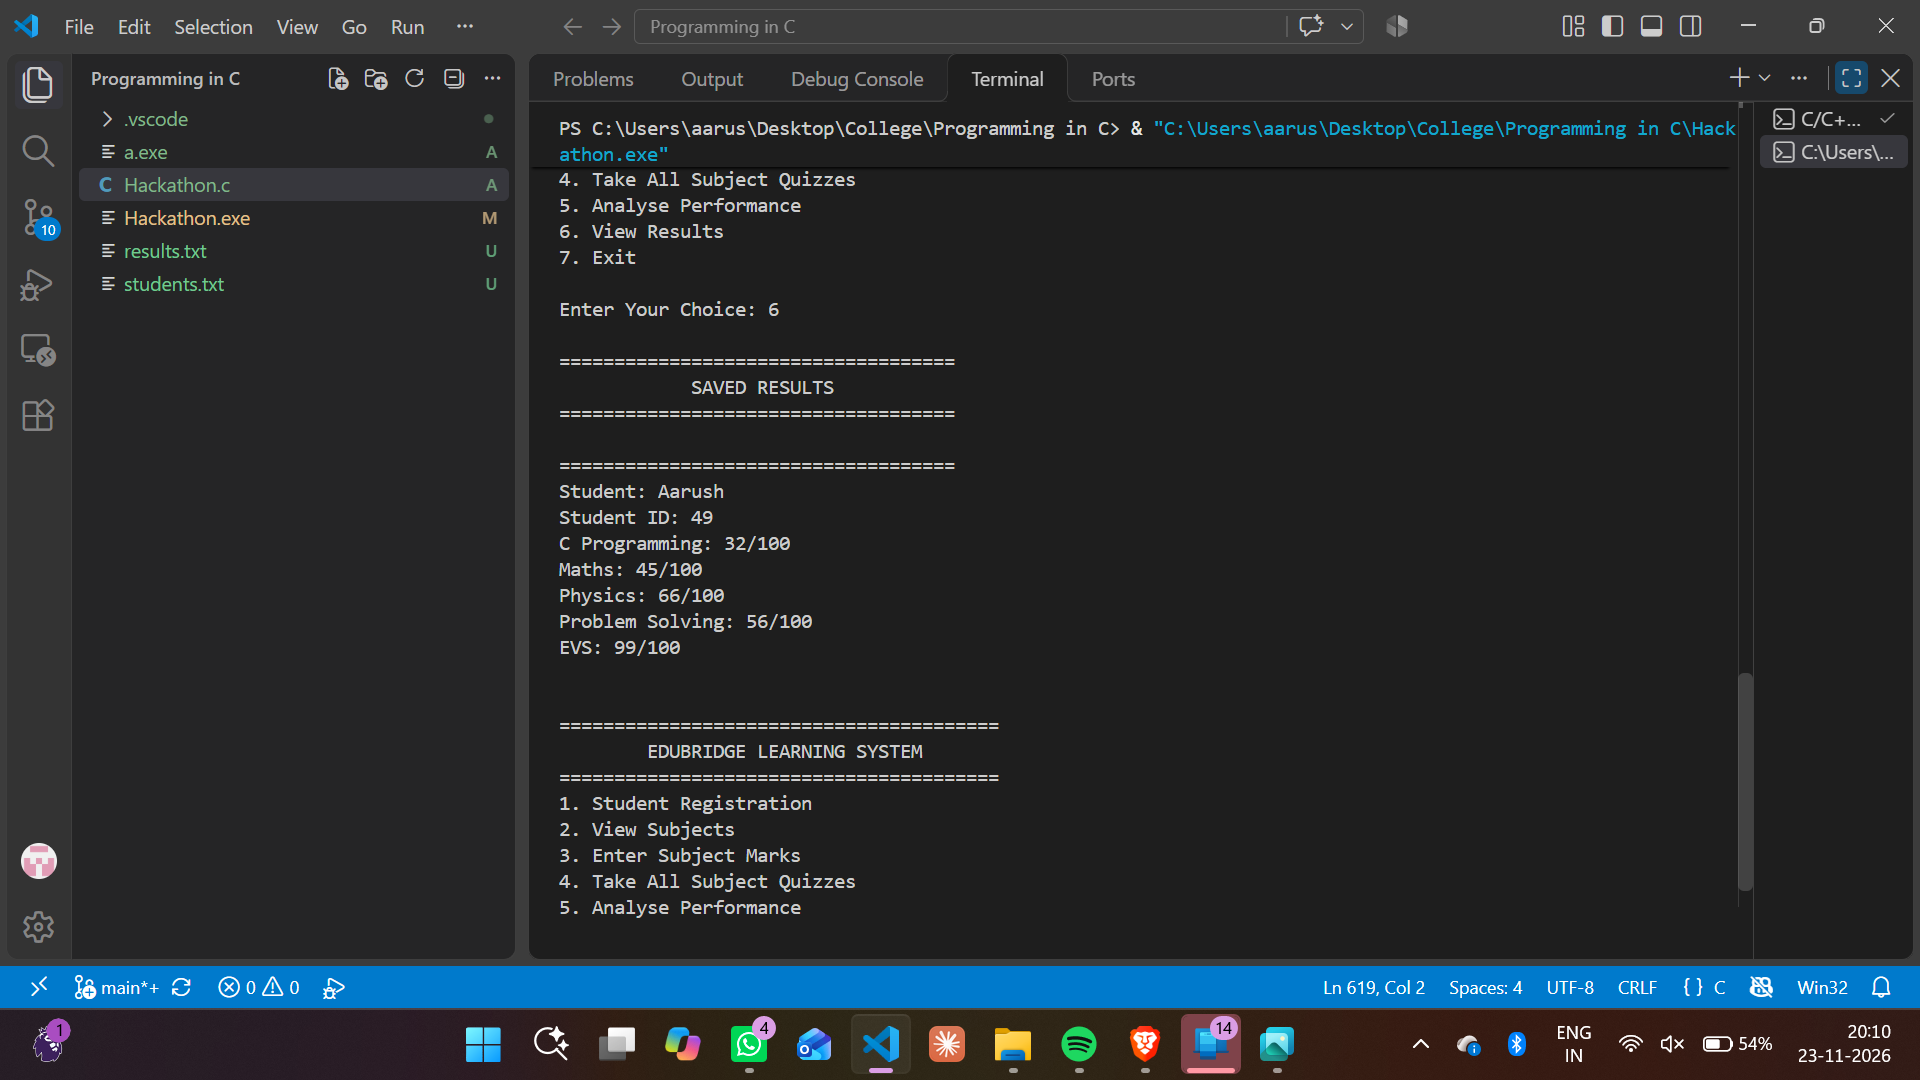 File Edit Selection View Go Run ...
Programming in C
Programming in C
.vscode
a.exe A
C Hackathon.c A
Hackathon.exe M
results.txt U
students.txt U
10
Problems Output Debug Console Terminal Ports
PS C:\Users\aarus\Desktop\College\Programming in C> & "C:\Users\aarus\Desktop\College\Programming in C\Hack
athon.exe"
4. Take All Subject Quizzes
5. Analyse Performance
6. View Results
7. Exit
Enter Your Choice: 6
====================================
SAVED RESULTS
====================================
====================================
Student: Aarush
Student ID: 49
C Programming: 32/100
Maths: 45/100
Physics: 66/100
Problem Solving: 56/100
EVS: 99/100
========================================
EDUBRIDGE LEARNING SYSTEM
========================================
1. Student Registration
2. View Subjects
3. Enter Subject Marks
4. Take All Subject Quizzes
5. Analyse Performance
C/C+...
C:\Users\...
main*+ 0 0
Ln 619, Col 2 Spaces: 4 UTF-8 CRLF { } C Win32
1
4
14
ENG
IN
54%
20:10
23-11-2026